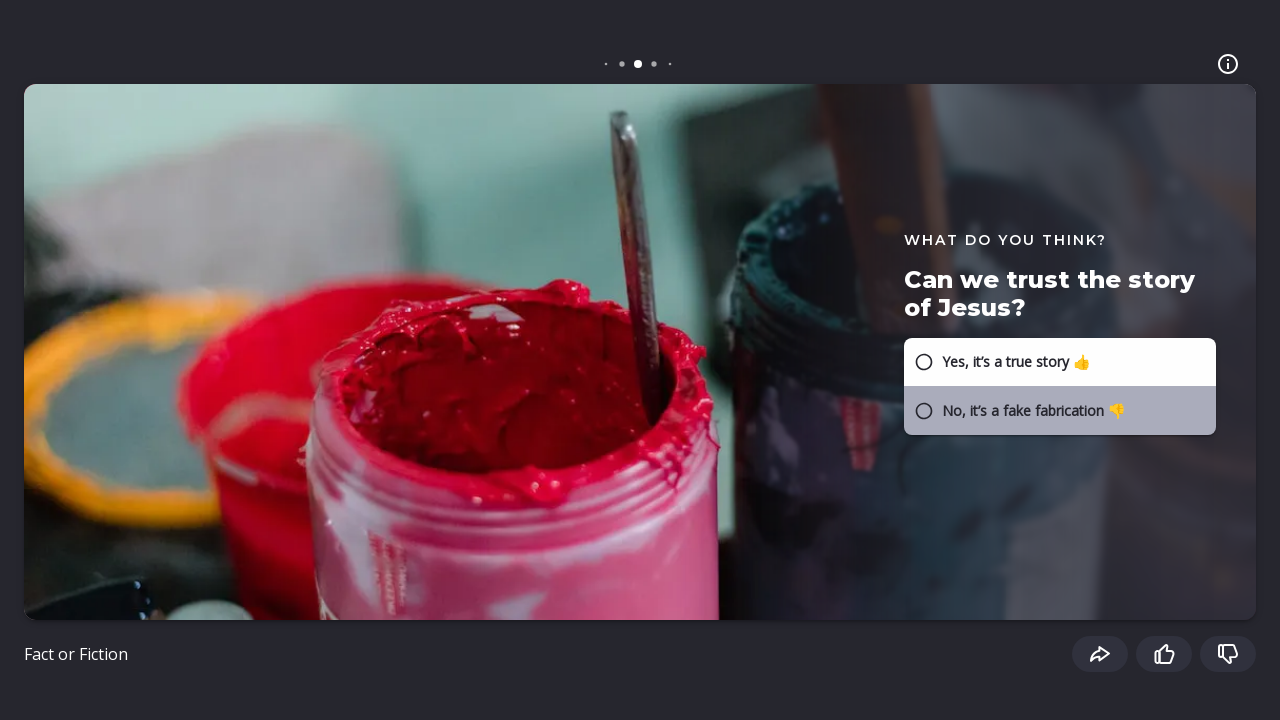 WHAT DO YOU THINK?
Can we trust the story
of Jesus?
Yes, it’s a true story 👍
No, it’s a fake fabrication 👎
Fact or Fiction